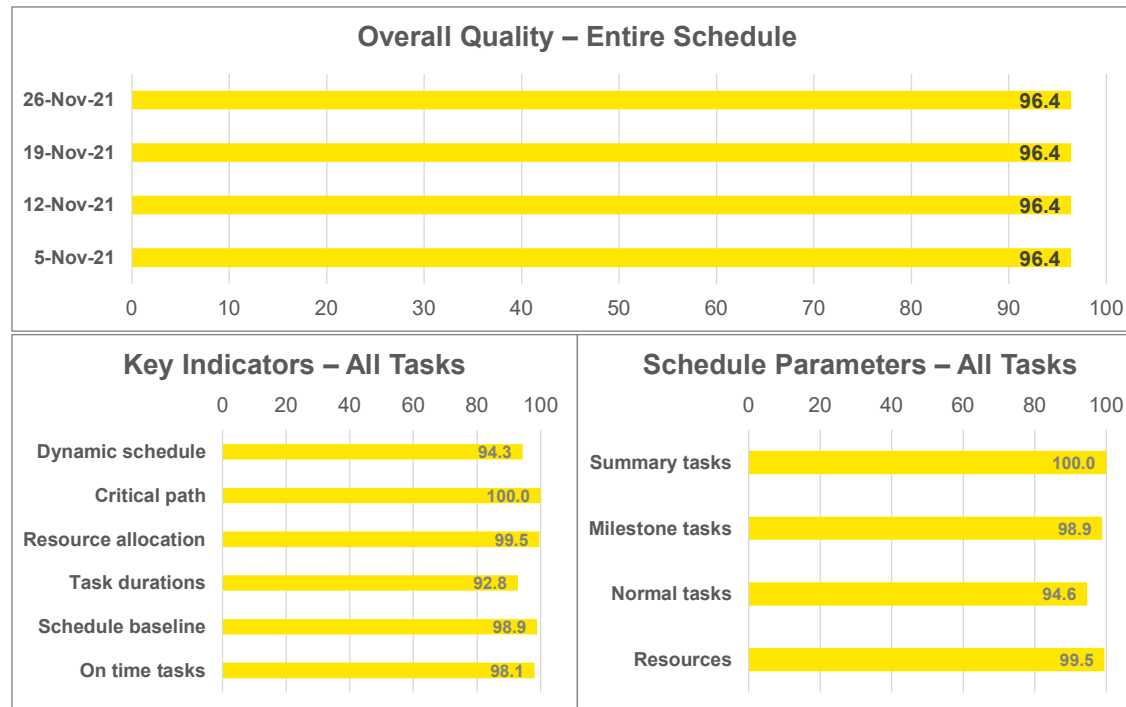 Overall Quality – Entire Schedule
26-Nov-21 96.4
19-Nov-21 96.4
12-Nov-21 96.4
5-Nov-21 96.4
0 10 20 30 40 50 60 70 80 90 100
Key Indicators – All Tasks
0 20 40 60 80 100
Dynamic schedule 94.3
Critical path 100.0
Resource allocation 99.5
Task durations 92.8
Schedule baseline 98.9
On time tasks 98.1
Schedule Parameters – All Tasks
0 20 40 60 80 100
Summary tasks 100.0
Milestone tasks 98.9
Normal tasks 94.6
Resources 99.5